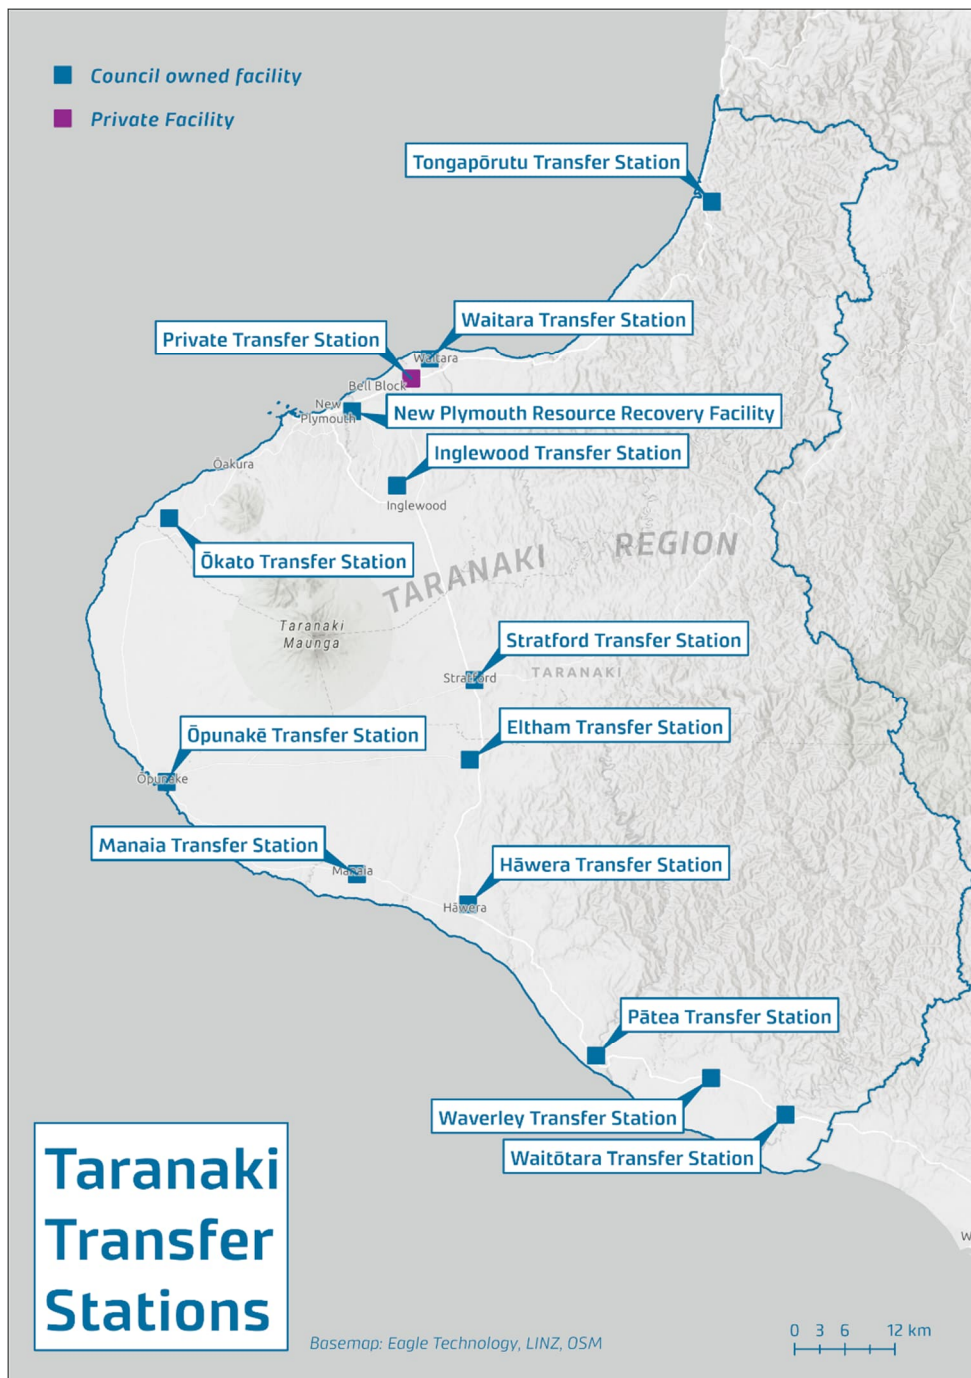 Council owned facility
Private Facility
Tongapōrutu Transfer Station
Waitara Transfer Station
Private Transfer Station
Waitara
Bell Block
New
Plymouth
New Plymouth Resource Recovery Facility
Inglewood Transfer Station
Ōakura
Inglewood
Ōkato Transfer Station
TARANAKI REGION
Taranaki
Maunga
Stratford Transfer Station
Stratford
TARANAKI
Ōpunakē Transfer Station
Eltham Transfer Station
Ōpunake
Manaia Transfer Station
Manaia
Hāwera Transfer Station
Hāwera
Pātea Transfer Station
Waverley Transfer Station
Waitōtara Transfer Station
Taranaki
Transfer
Stations
W
Basemap: Eagle Technology, LINZ, OSM
0 3 6 12 km